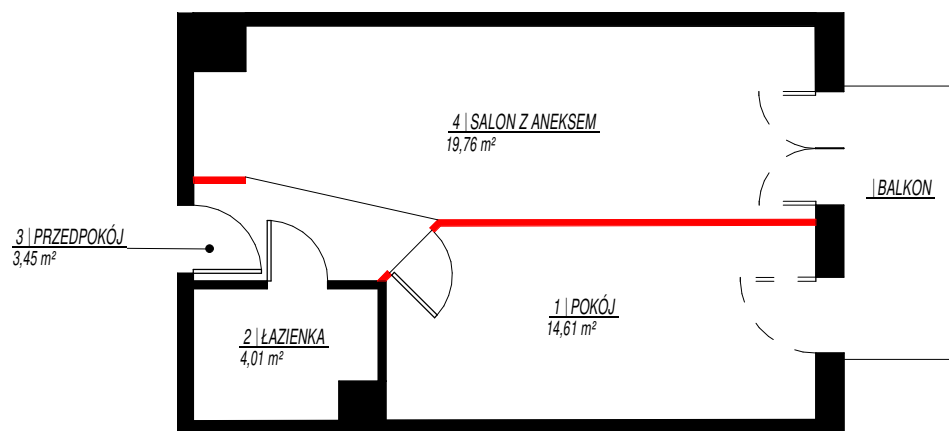 4 | SALON Z ANEKSEM
19,76 m²
| BALKON
3 | PRZEDPOKÓJ
3,45 m²
1 | POKÓJ
14,61 m²
2 | ŁAZIENKA
4,01 m²